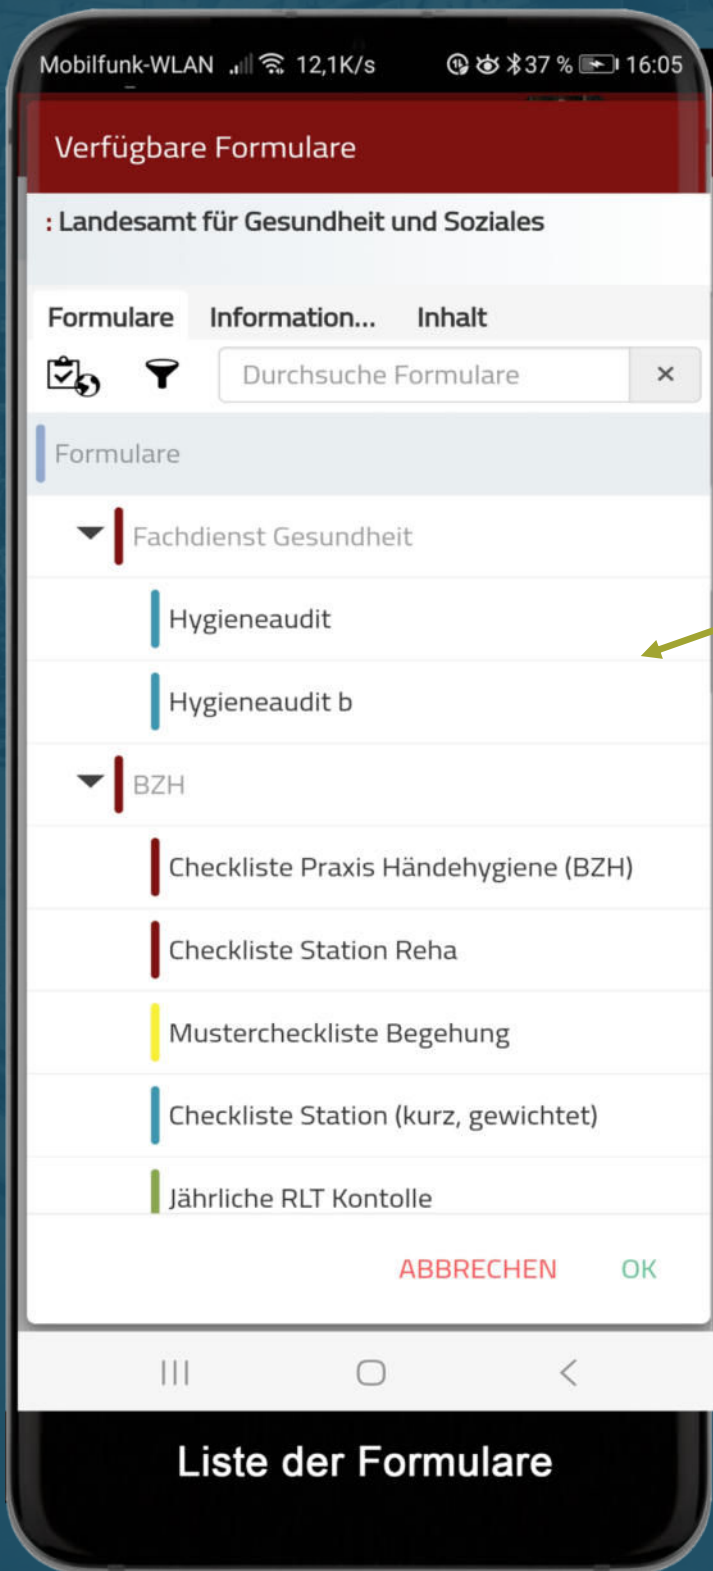 Mobilfunk-WLAN 12,1K/s 37 % 16:05
Verfügbare Formulare
: Landesamt für Gesundheit und Soziales
Formulare Information... Inhalt
Durchsuche Formulare ×
Formulare
Fachdienst Gesundheit
Hygieneaudit
Hygieneaudit b
BZH
Checkliste Praxis Händehygiene (BZH)
Checkliste Station Reha
Mustercheckliste Begehung
Checkliste Station (kurz, gewichtet)
Jährliche RLT Kontolle
ABBRECHEN OK
Liste der Formulare